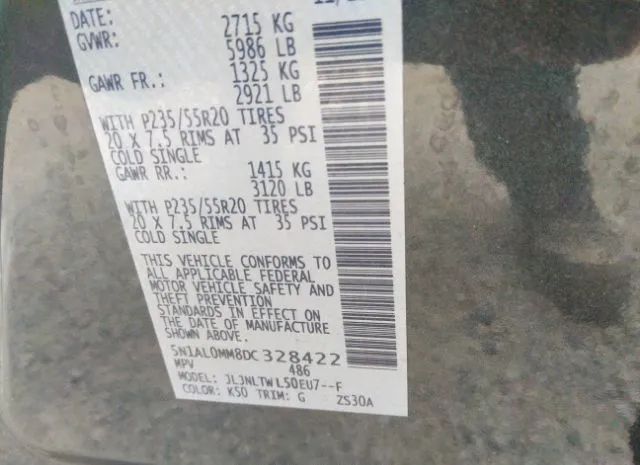 DATE:
GVWR: 2715 KG
5986 LB
GAWR FR.: 1325 KG
2921 LB
WITH P235/55R20 TIRES
20 X 7.5 RIMS AT 35 PSI
COLD SINGLE
GAWR RR.: 1415 KG
3120 LB
WITH P235/55R20 TIRES
20 X 7.5 RIMS AT 35 PSI
COLD SINGLE
THIS VEHICLE CONFORMS TO
ALL APPLICABLE FEDERAL
MOTOR VEHICLE SAFETY AND
THEFT PREVENTION
STANDARDS IN EFFECT ON
THE DATE OF MANUFACTURE
SHOWN ABOVE.
5N1AL0MM8DC328422
MPV 486
MODEL: JL3NLTWL50EU7--F
COLOR: K50 TRIM: G ZS30A